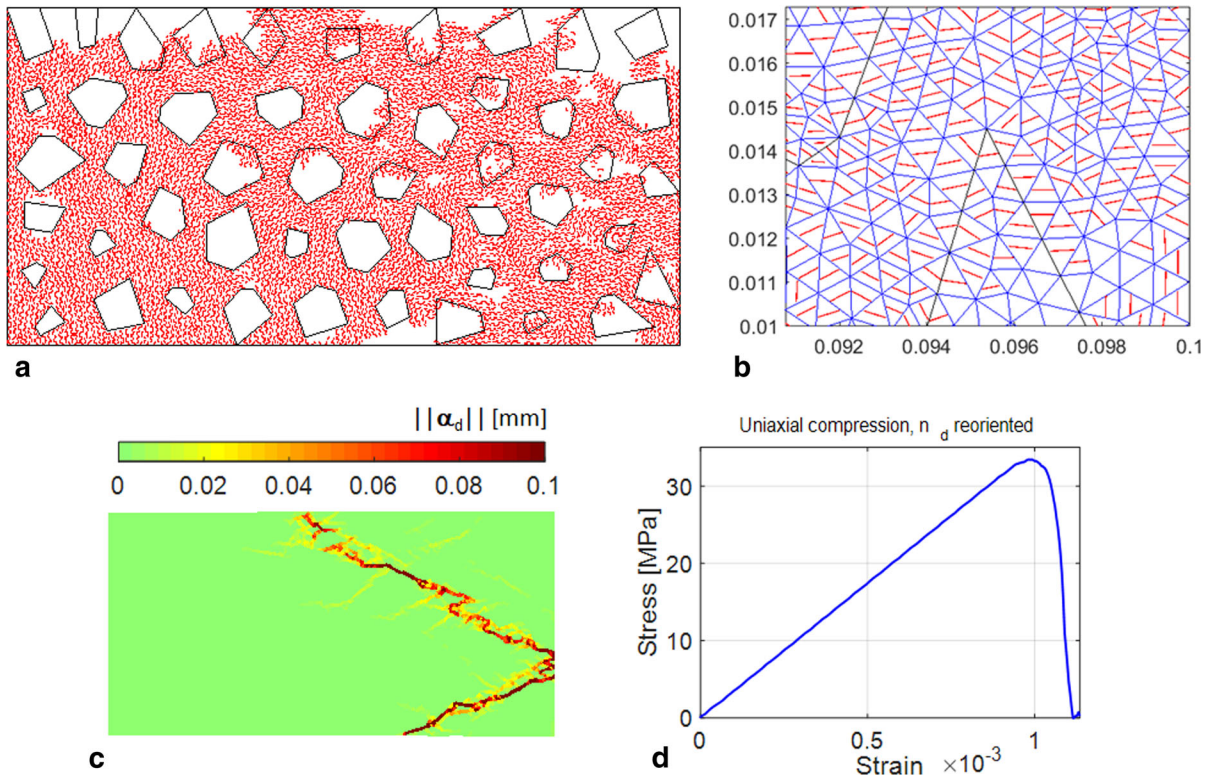 a
0.017
0.016
0.015
0.014
0.013
0.012
0.011
0.01
0.092 0.094 0.096 0.098 0.1
b
||α_d|| [mm]
0 0.02 0.04 0.06 0.08 0.1
c
Uniaxial compression, n_d reoriented
Stress [MPa]
30
20
10
0
0 0.5 1
Strain ×10⁻³
d